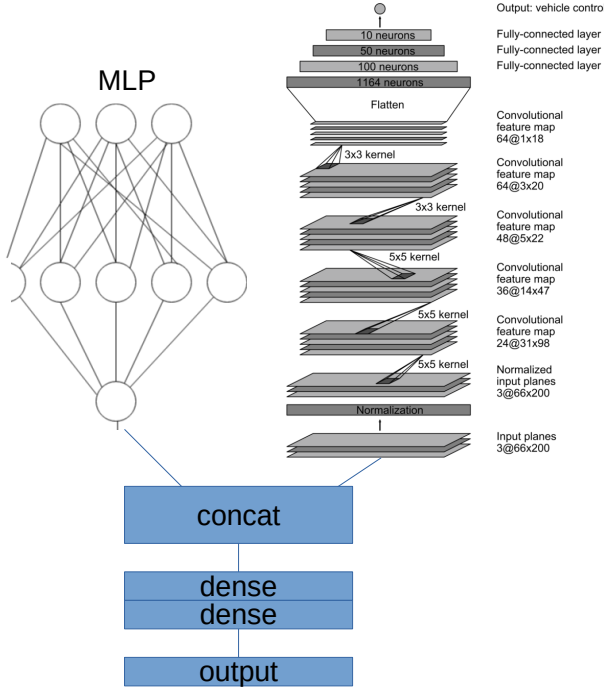 MLP
Output: vehicle contro
10 neurons
Fully-connected layer
50 neurons
Fully-connected layer
100 neurons
Fully-connected layer
1164 neurons
Flatten
Convolutional
feature map
64@1x18
3x3 kernel
Convolutional
feature map
64@3x20
3x3 kernel
Convolutional
feature map
48@5x22
5x5 kernel
Convolutional
feature map
36@14x47
5x5 kernel
Convolutional
feature map
24@31x98
5x5 kernel
Normalized
input planes
3@66x200
Normalization
Input planes
3@66x200
concat
dense
dense
output